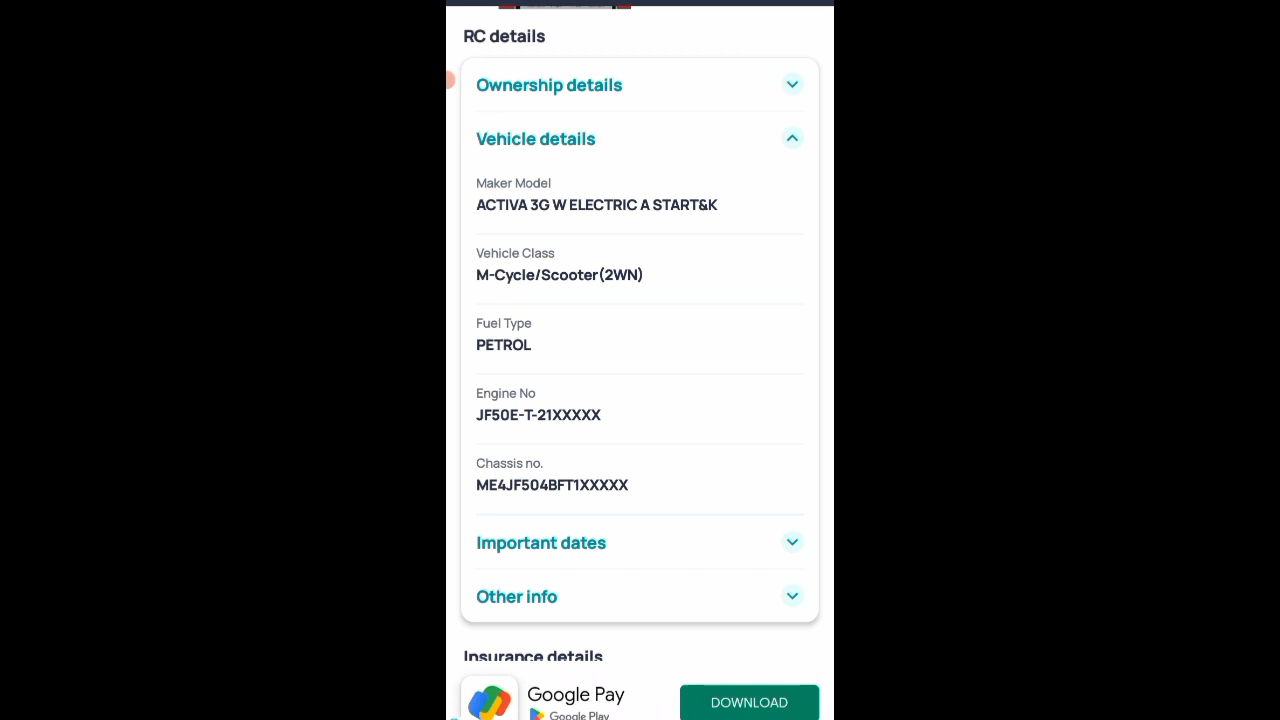 RC details
Ownership details
Vehicle details
Maker Model
ACTIVA 3G W ELECTRIC A START&K
Vehicle Class
M-Cycle/Scooter(2WN)
Fuel Type
PETROL
Engine No
JF50E-T-21XXXXX
Chassis no.
ME4JF504BFT1XXXXX
Important dates
Other info
Insurance details
Google Pay
Google Play
DOWNLOAD